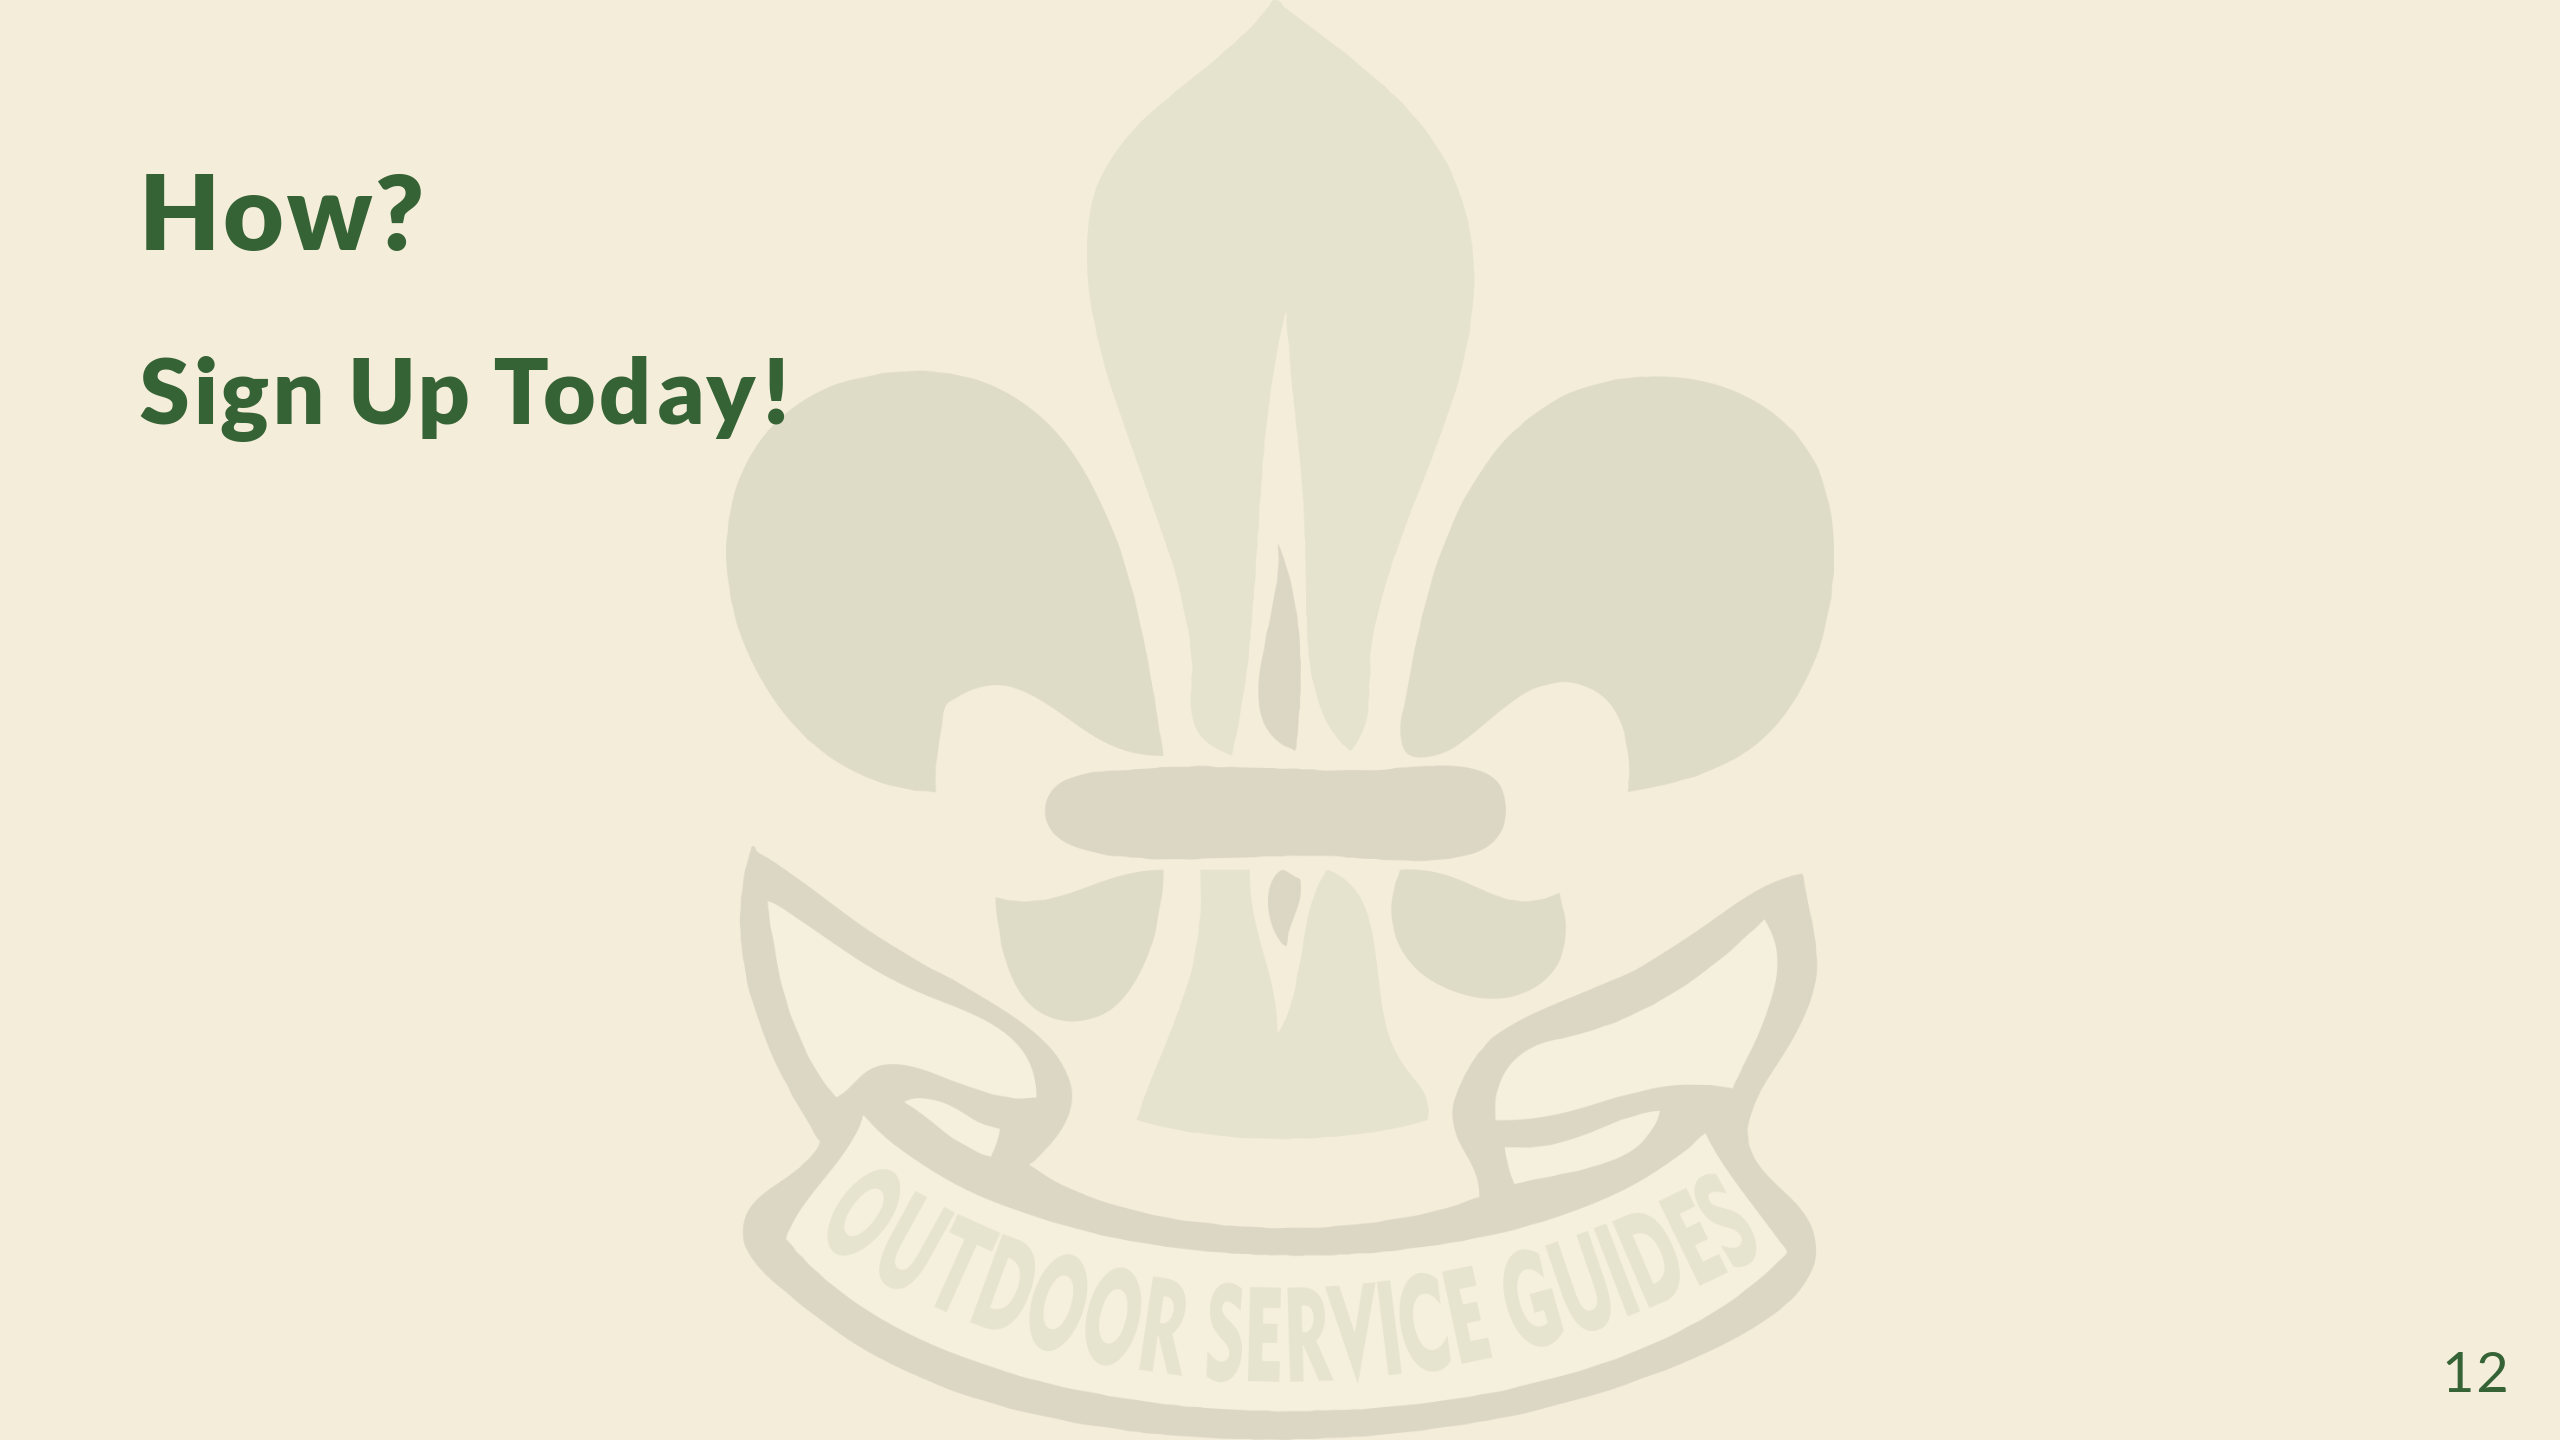 How?
Sign Up Today!
OUTDOOR SERVICE GUIDES
12